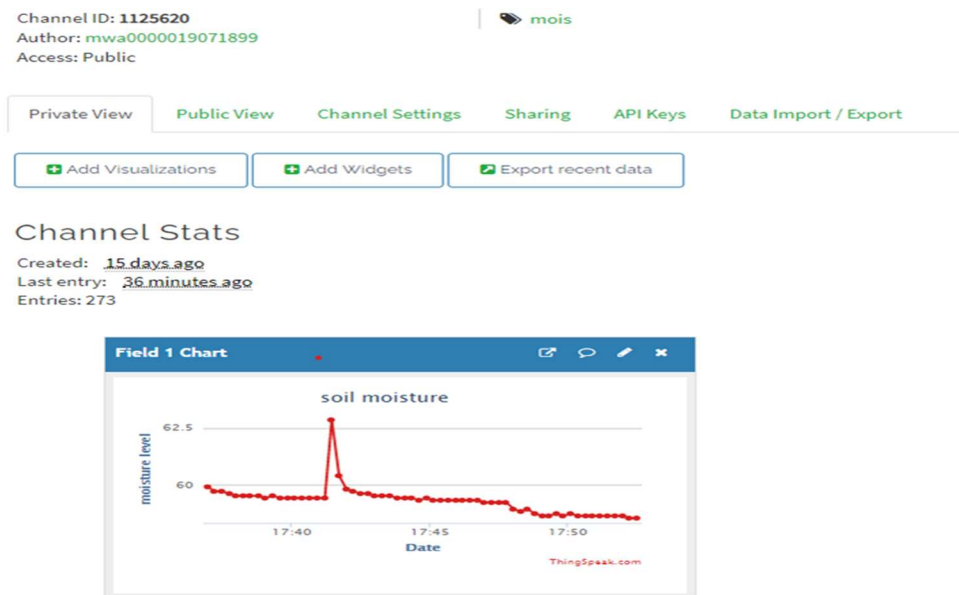 Channel ID: 1125620
mois
Author: mwa0000019071899
Access: Public
Private View Public View Channel Settings Sharing API Keys Data Import / Export
Add Visualizations Add Widgets Export recent data
Channel Stats
Created: 15 days ago
Last entry: 36 minutes ago
Entries: 273
Field 1 Chart
soil moisture
moisture level
62.5
60
17:40 17:45 17:50
Date
ThingSpeak.com